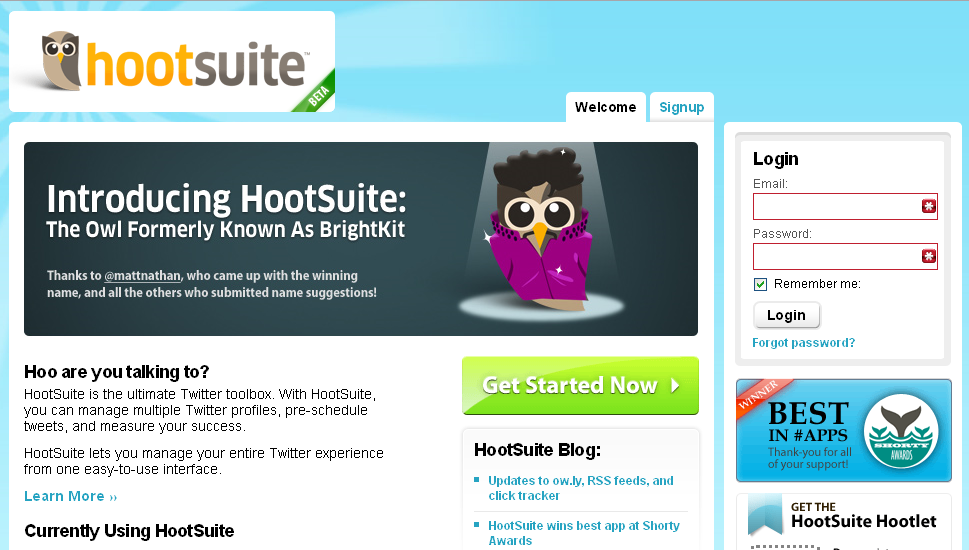 hootsuite™
BETA
Welcome
Signup
Introducing HootSuite:
The Owl Formerly Known As BrightKit
Thanks to @mattnathan, who came up with the winning
name, and all the others who submitted name suggestions!
Hoo are you talking to?
HootSuite is the ultimate Twitter toolbox. With HootSuite,
you can manage multiple Twitter profiles, pre-schedule
tweets, and measure your success.
HootSuite lets you manage your entire Twitter experience
from one easy-to-use interface.
Learn More ››
Currently Using HootSuite
Get Started Now
HootSuite Blog:
Updates to ow.ly, RSS feeds, and
click tracker
HootSuite wins best app at Shorty
Awards
Login
Email:
Password:
Remember me:
Login
Forgot password?
WINNER
BEST
IN #APPS
Thank-you for all
of your support!
SHORTY
AWARDS
GET THE
HootSuite Hootlet